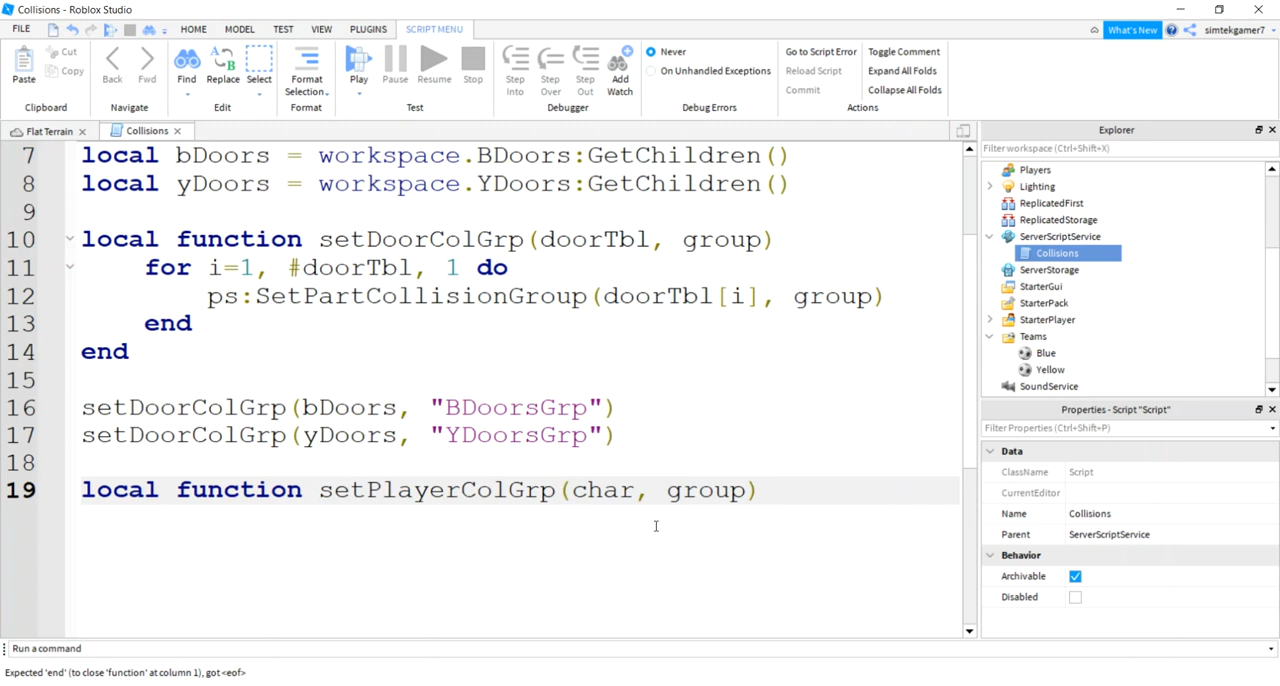 Collisions - Roblox Studio
FILE HOME MODEL TEST VIEW PLUGINS SCRIPT MENU What's New simtekgamer7
Paste Cut Copy Back Fwd Find Replace Select Format Selection Play Pause Resume Stop Step Into Step Over Step Out Add Watch Never On Unhandled Exceptions Go to Script Error Reload Script Commit Toggle Comment Expand All Folds Collapse All Folds
Clipboard Navigate Edit Format Test Debugger Debug Errors Actions
Flat Terrain Collisions
7 local bDoors = workspace.BDoors:GetChildren()
8 local yDoors = workspace.YDoors:GetChildren()
9
10 local function setDoorColGrp(doorTbl, group)
11 for i=1, #doorTbl, 1 do
12 ps:SetPartCollisionGroup(doorTbl[i], group)
13 end
14 end
15
16 setDoorColGrp(bDoors, "BDoorsGrp")
17 setDoorColGrp(yDoors, "YDoorsGrp")
18
19 local function setPlayerColGrp(char, group)
Explorer
Filter workspace (Ctrl+Shift+X)
Players
Lighting
ReplicatedFirst
ReplicatedStorage
ServerScriptService
Collisions
ServerStorage
StarterGui
StarterPack
StarterPlayer
Teams
Blue
Yellow
SoundService
Properties - Script "Script"
Filter Properties (Ctrl+Shift+P)
Data
ClassName Script
CurrentEditor
Name Collisions
Parent ServerScriptService
Behavior
Archivable
Disabled
Run a command
Expected 'end' (to close 'function' at column 1), got <eof>